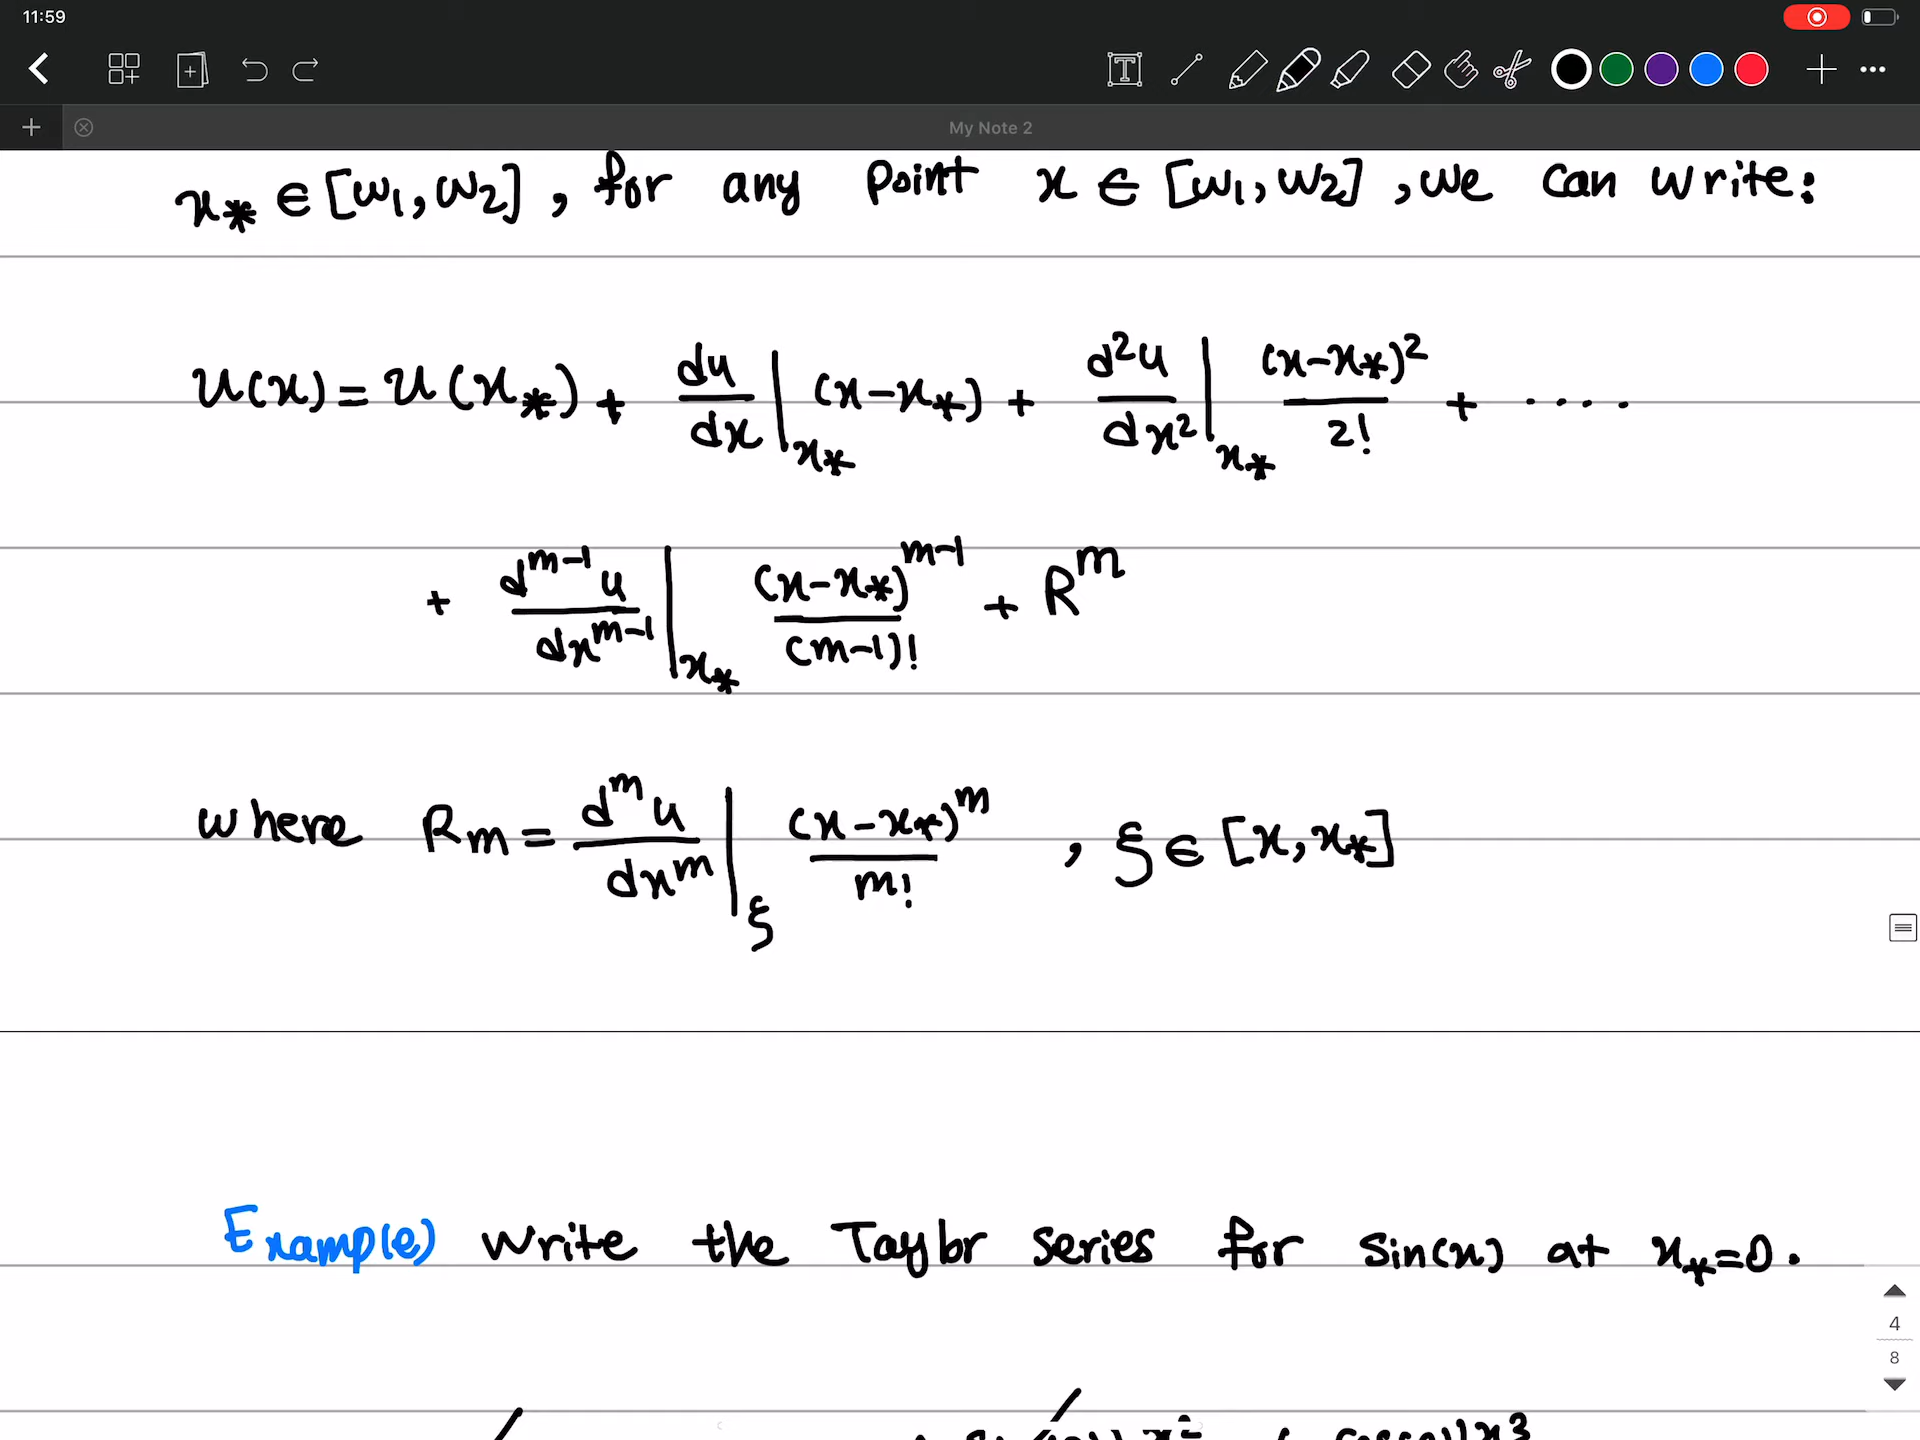 11:59
My Note 2
x* ∈ [w1, w2], for any point x ∈ [w1, w2], we can write:
u(x) = u(x*) + du/dx |x* (x-x*) + d²u/dx² |x* (x-x*)²/2! + ....
+ d^(m-1)u/dx^(m-1) |x* (x-x*)^(m-1)/(m-1)! + R^m
where Rm = d^m u/dx^m |ξ (x-x*)^m/m! , ξ ∈ [x, x*]
Example) write the Taylor series for sin(x) at x*=0.
4
8